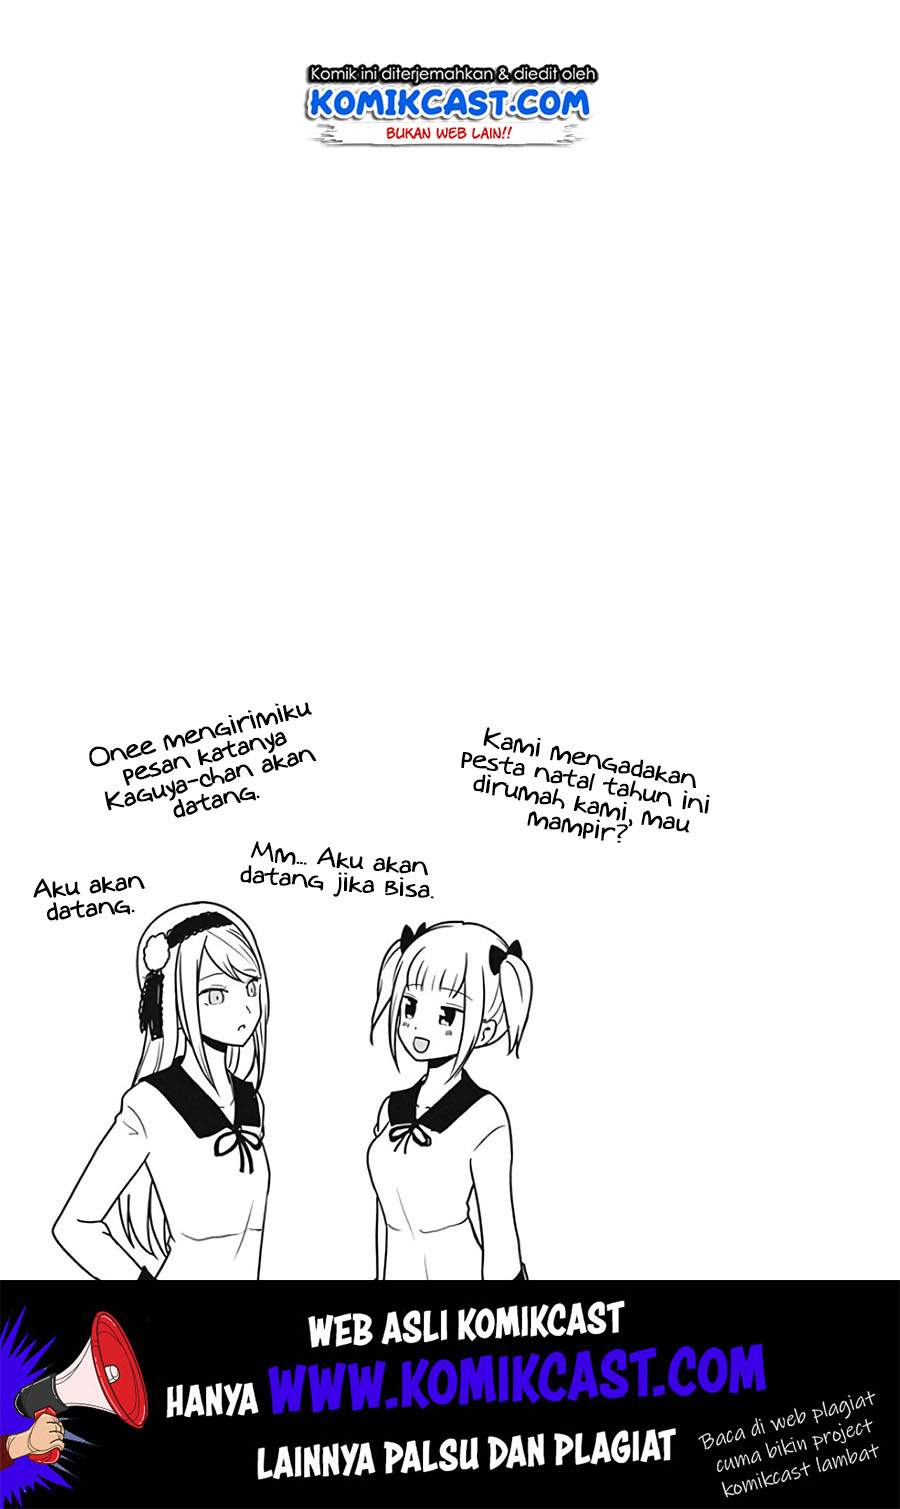 Komik ini diterjemahkan & diedit oleh
KOMIKCAST.COM
BUKAN WEB LAIN!!
Kami mengadakan
pesta natal tahun ini
dirumah kami, mau
mampir?
Mm... Aku akan
datang jika Bisa.
Onee mengirimiku
pesan katanya
Kaguya-chan akan
datang.
Aku akan
datang.
WEB ASLI KOMIKCAST
HANYA WWW.KOMIKCAST.COM
LAINNYA PALSU DAN PLAGIAT
Baca di web plagiat
cuma bikin project
komikcast lambat